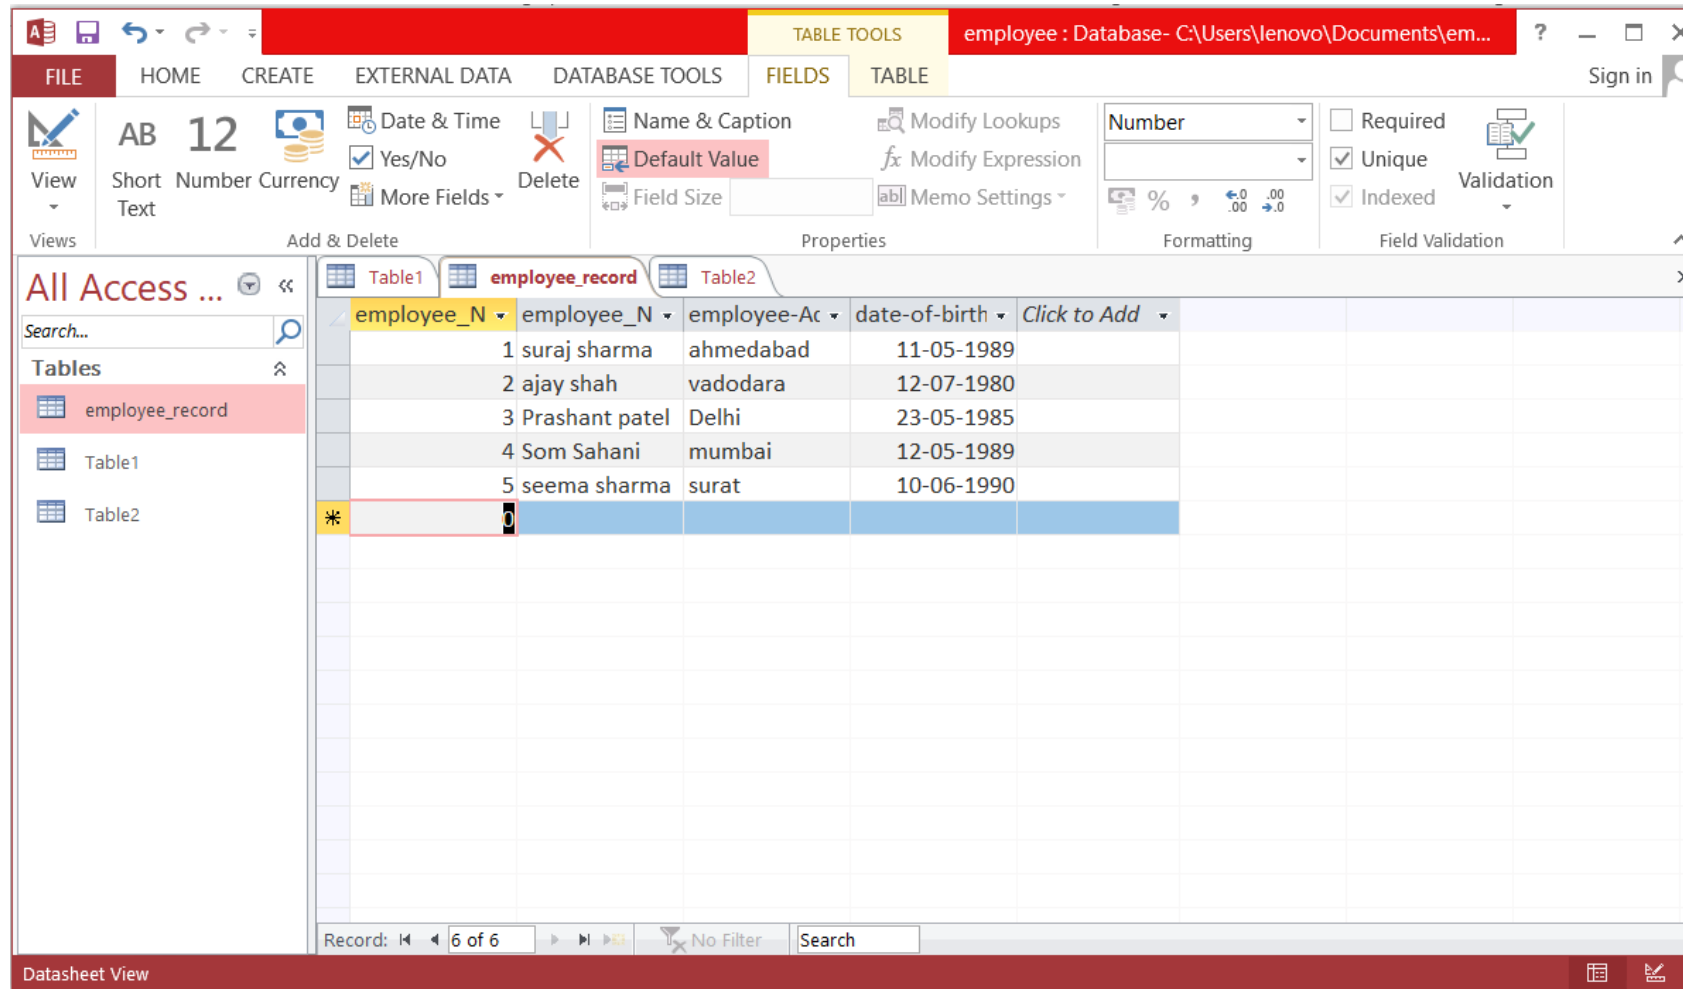 TABLE TOOLS
employee : Database- C:\Users\lenovo\Documents\em... ?
FILE HOME CREATE EXTERNAL DATA DATABASE TOOLS FIELDS TABLE Sign in
View
Views
AB Short Text
12 Number
Currency
Date & Time
Yes/No
More Fields
Delete
Add & Delete
Name & Caption
Default Value
Field Size
Modify Lookups
fx Modify Expression
ab Memo Settings
Properties
Number
% , .0 .00 .00 .0
Formatting
Required
Unique
Indexed
Validation
Field Validation
All Access ...
Search...
Tables
employee_record
Table1
Table2
Table1 employee_record Table2
employee_N employee_N employee-Ac date-of-birth Click to Add
1 suraj sharma ahmedabad 11-05-1989
2 ajay shah vadodara 12-07-1980
3 Prashant patel Delhi 23-05-1985
4 Som Sahani mumbai 12-05-1989
5 seema sharma surat 10-06-1990
0
Record: 6 of 6 No Filter Search
Datasheet View